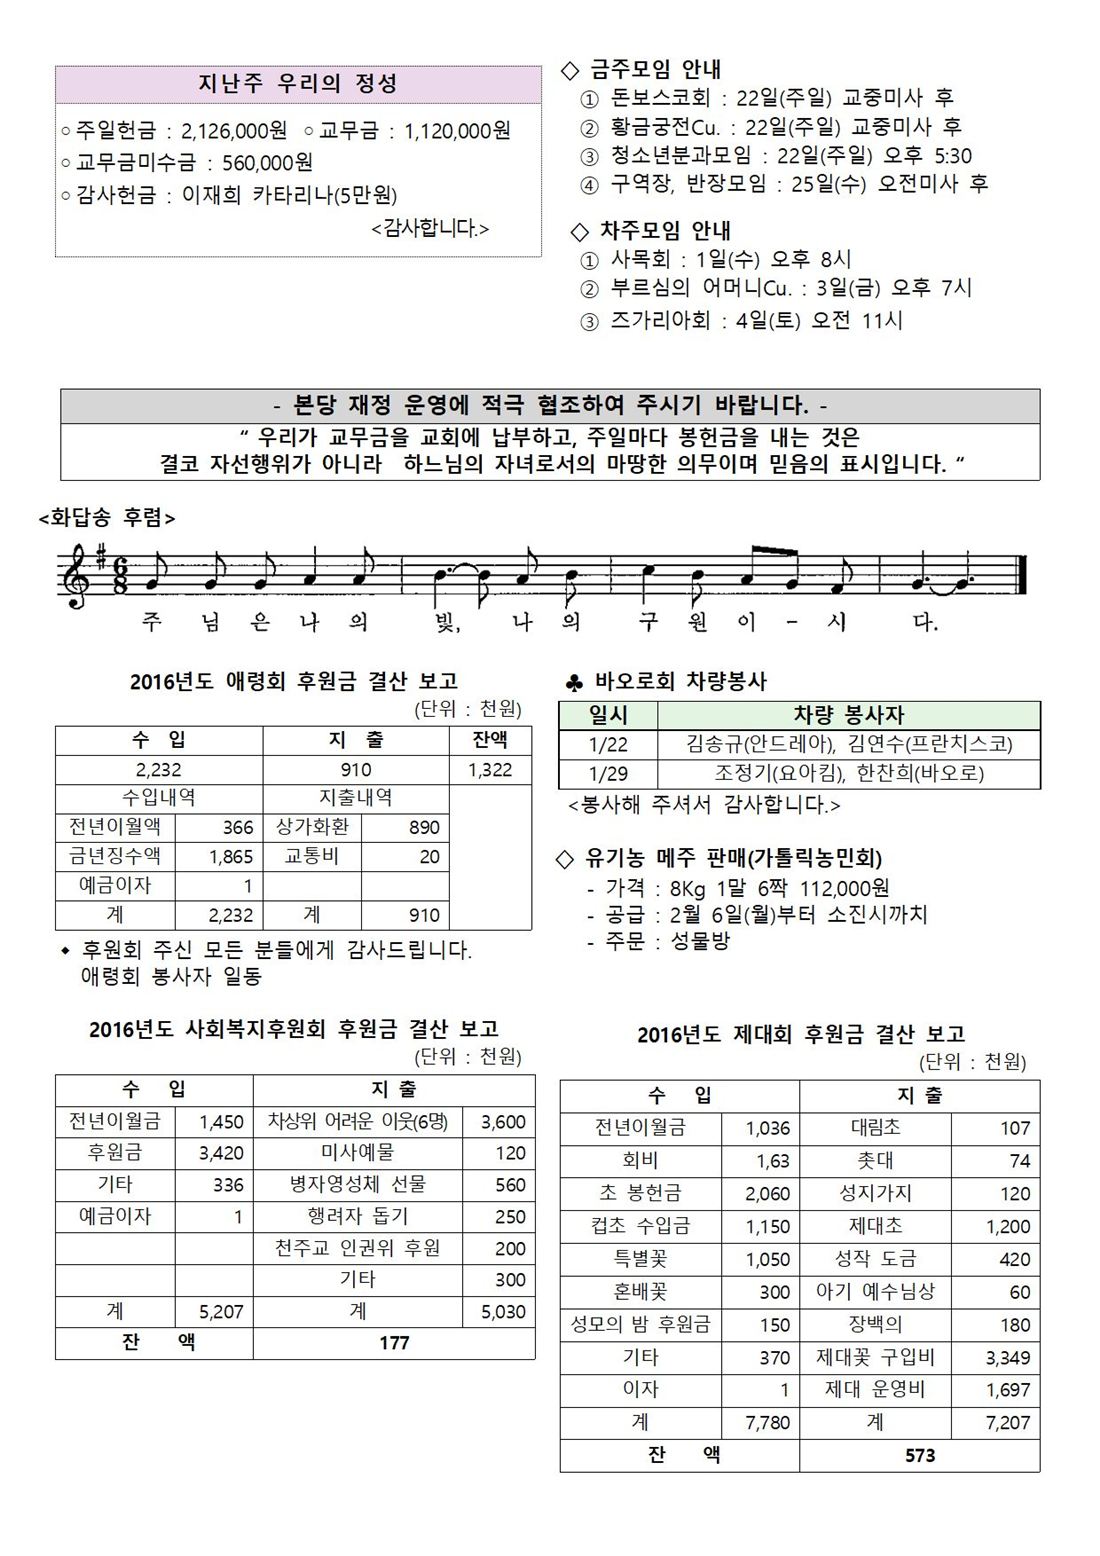 지난주 우리의 정성
○ 주일헌금 : 2,126,000원 ○ 교무금 : 1,120,000원
○ 교무금미수금 : 560,000원
○ 감사헌금 : 이재희 카타리나(5만원)
<감사합니다.>
◇ 금주모임 안내
① 돈보스코회 : 22일(주일) 교중미사 후
② 황금궁전Cu. : 22일(주일) 교중미사 후
③ 청소년분과모임 : 22일(주일) 오후 5:30
④ 구역장, 반장모임 : 25일(수) 오전미사 후
◇ 차주모임 안내
① 사목회 : 1일(수) 오후 8시
② 부르심의 어머니Cu. : 3일(금) 오후 7시
③ 즈가리아회 : 4일(토) 오전 11시
- 본당 재정 운영에 적극 협조하여 주시기 바랍니다. -
“ 우리가 교무금을 교회에 납부하고, 주일마다 봉헌금을 내는 것은
결코 자선행위가 아니라 하느님의 자녀로서의 마땅한 의무이며 믿음의 표시입니다. “
<화답송 후렴>
6
8
주 님 은 나 의 빛, 나 의 구 원 이 - 시 다.
2016년도 애령회 후원금 결산 보고
(단위 : 천원)
수 입 지 출 잔액
2,232 910 1,322
수입내역 지출내역
전년이월액 366 상가화환 890
금년징수액 1,865 교통비 20
예금이자 1
계 2,232 계 910
◆ 후원회 주신 모든 분들에게 감사드립니다.
애령회 봉사자 일동
♣ 바오로회 차량봉사
일시 차량 봉사자
1/22 김송규(안드레아), 김연수(프란치스코)
1/29 조정기(요아킴), 한찬희(바오로)
<봉사해 주셔서 감사합니다.>
◇ 유기농 메주 판매(가톨릭농민회)
- 가격 : 8Kg 1말 6짝 112,000원
- 공급 : 2월 6일(월)부터 소진시까치
- 주문 : 성물방
2016년도 사회복지후원회 후원금 결산 보고
(단위 : 천원)
수 입 지 출
전년이월금 1,450 차상위 어려운 이웃(6명) 3,600
후원금 3,420 미사예물 120
기타 336 병자영성체 선물 560
예금이자 1 행려자 돕기 250
천주교 인권위 후원 200
기타 300
계 5,207 계 5,030
잔 액 177
2016년도 제대회 후원금 결산 보고
(단위 : 천원)
수 입 지 출
전년이월금 1,036 대림초 107
회비 1,63 촛대 74
초 봉헌금 2,060 성지가지 120
컵초 수입금 1,150 제대초 1,200
특별꽃 1,050 성작 도금 420
혼배꽃 300 아기 예수님상 60
성모의 밤 후원금 150 장백의 180
기타 370 제대꽃 구입비 3,349
이자 1 제대 운영비 1,697
계 7,780 계 7,207
잔 액 573